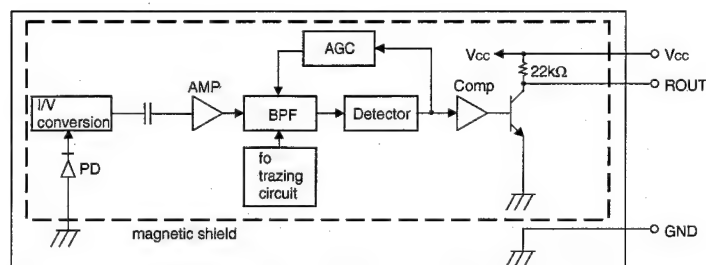 AGC
Vcc
Vcc
22kΩ
ROUT
AMP
Comp
I/V
conversion
BPF
Detector
PD
fo
trazing
circuit
magnetic shield
GND